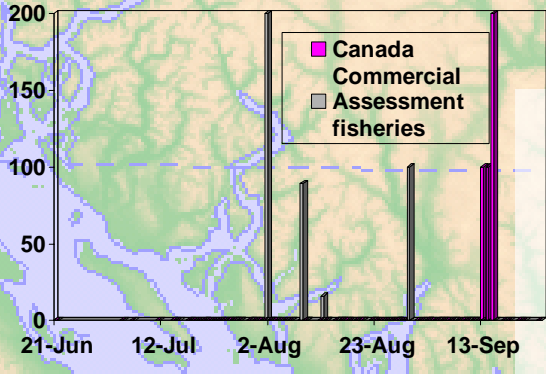 200
Canada
Commercial
Assessment
fisheries
150
100
50
0
21-Jun 12-Jul 2-Aug 23-Aug 13-Sep